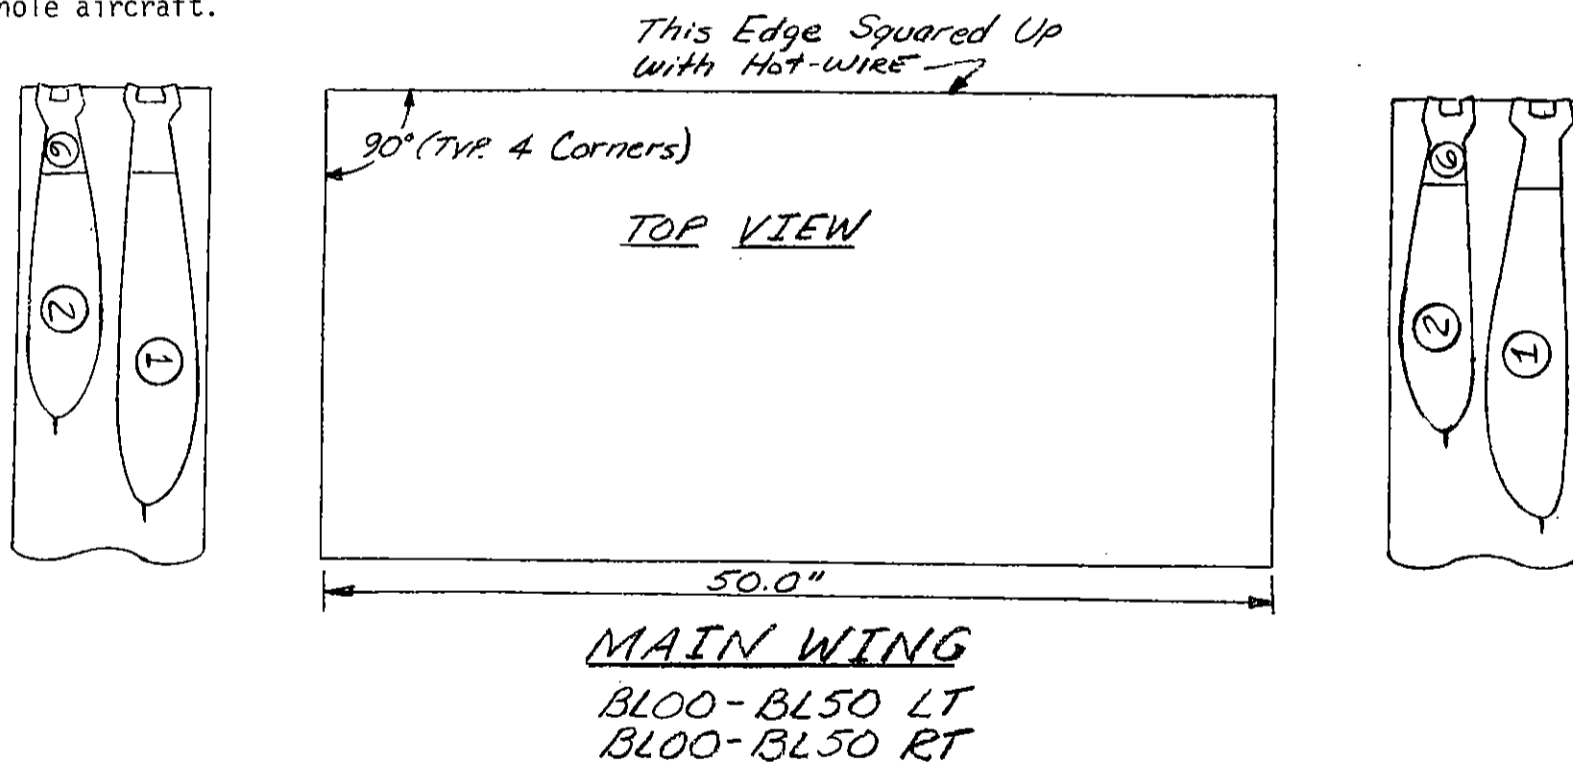 hole aircraft.
This Edge Squared Up
with Hot-WIRE
90° (TYP. 4 Corners)
TOP VIEW
6
2
1
6
2
1
50.0"
MAIN WING
BL00-BL50 LT
BL00-BL50 RT